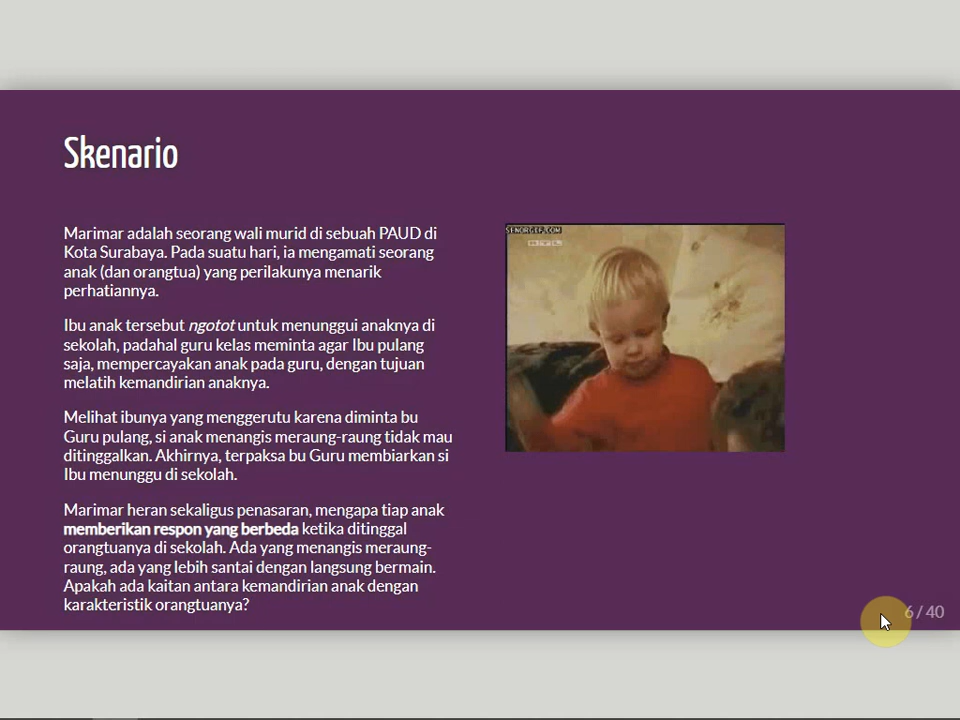 Skenario
Marimar adalah seorang wali murid di sebuah PAUD di
Kota Surabaya. Pada suatu hari, ia mengamati seorang
anak (dan orangtua) yang perilakunya menarik
perhatiannya.
Ibu anak tersebut ngotot untuk menunggui anaknya di
sekolah, padahal guru kelas meminta agar Ibu pulang
saja, mempercayakan anak pada guru, dengan tujuan
melatih kemandirian anaknya.
Melihat ibunya yang menggerutu karena diminta bu
Guru pulang, si anak menangis meraung-raung tidak mau
ditinggalkan. Akhirnya, terpaksa bu Guru membiarkan si
Ibu menunggu di sekolah.
Marimar heran sekaligus penasaran, mengapa tiap anak
memberikan respon yang berbeda ketika ditinggal
orangtuanya di sekolah. Ada yang menangis meraung-
raung, ada yang lebih santai dengan langsung bermain.
Apakah ada kaitan antara kemandirian anak dengan
karakteristik orangtuanya?
SENORGIF.COM
6 / 40